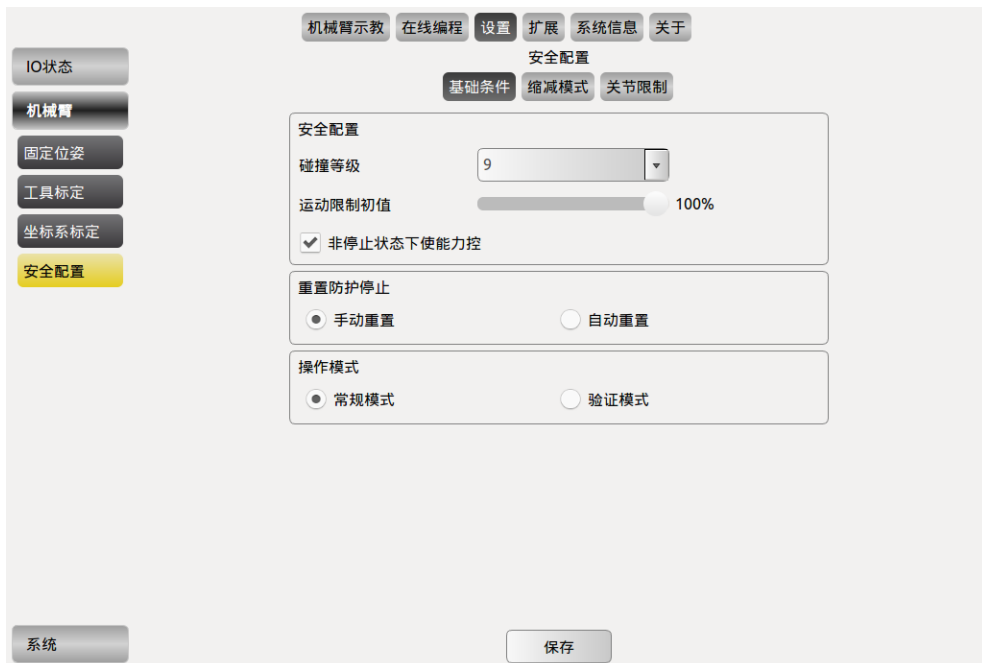 机械臂示教 在线编程 设置 扩展 系统信息 关于
安全配置
基础条件 缩减模式 关节限制
IO状态
机械臂
固定位姿
工具标定
坐标系标定
安全配置
安全配置
碰撞等级 9
运动限制初值 100%
非停止状态下使能力控
重置防护停止
手动重置 自动重置
操作模式
常规模式 验证模式
系统
保存